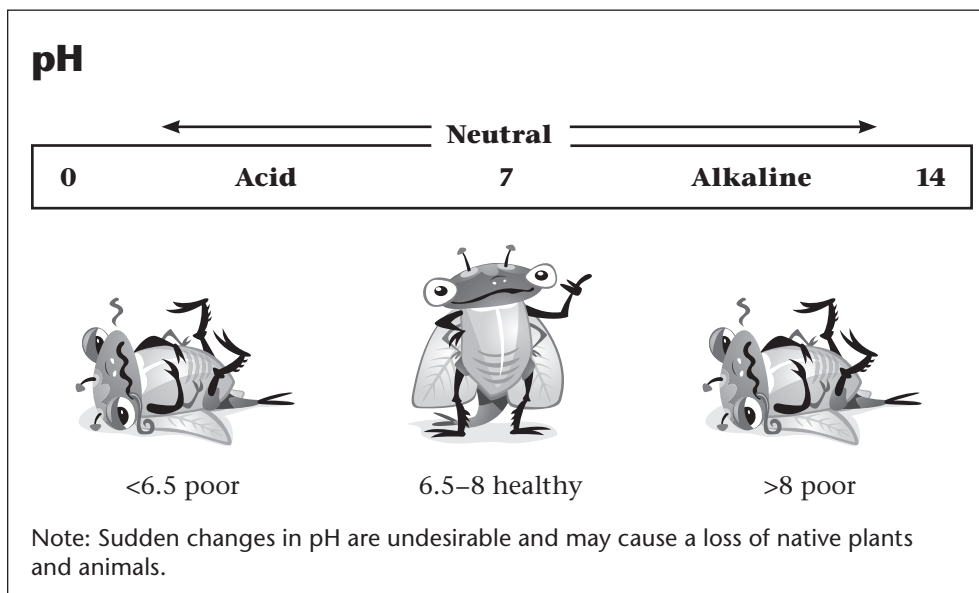 pH
Neutral
0 Acid 7 Alkaline 14
<6.5 poor 6.5–8 healthy >8 poor
Note: Sudden changes in pH are undesirable and may cause a loss of native plants
and animals.